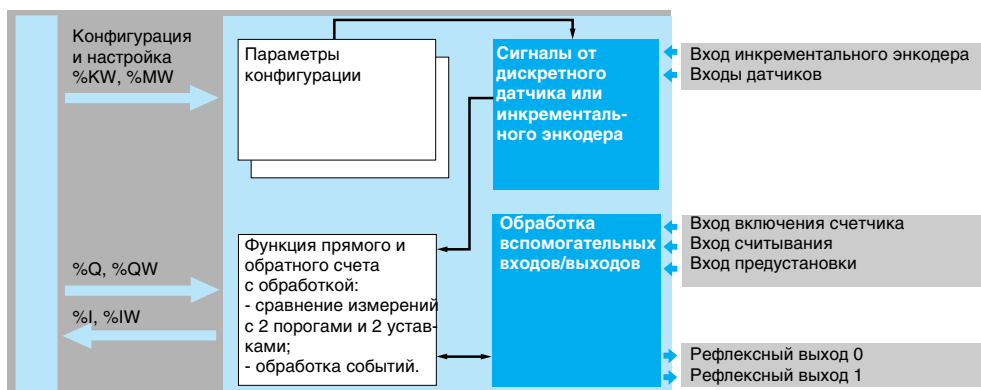 Конфигурация
и настройка
%KW, %MW
Параметры
конфигурации
Сигналы от
дискретного
датчика или
инкременталь-
ного энкодера
Вход инкрементального энкодера
Входы датчиков
%Q, %QW
%I, %IW
Функция прямого и
обратного счета
с обработкой:
- сравнение измерений
с 2 порогами и 2 устав-
ками;
- обработка событий.
Обработка
вспомогательных
входов/выходов
Вход включения счетчика
Вход считывания
Вход предустановки
Рефлексный выход 0
Рефлексный выход 1